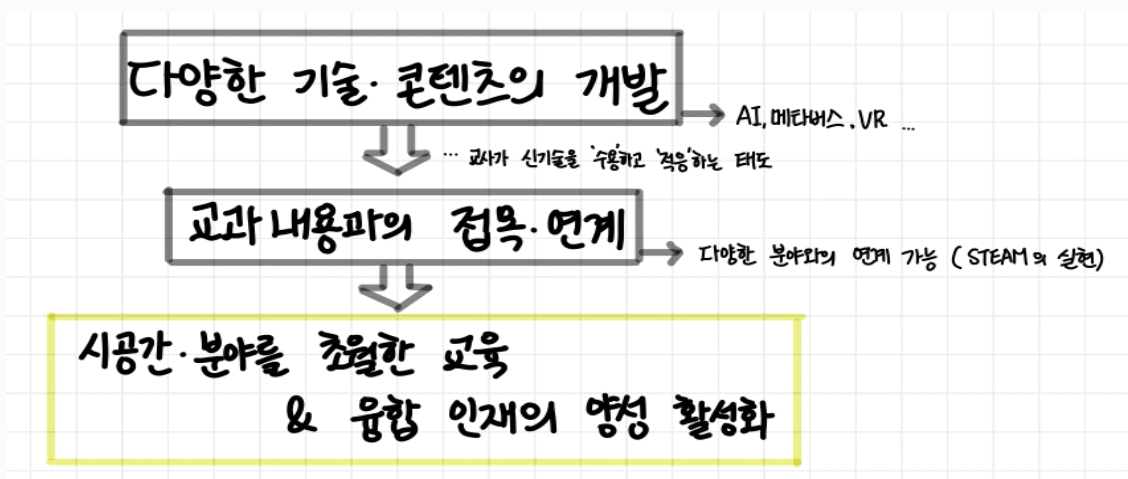 다양한 기술·콘텐츠의 개발
AI, 메타버스, VR …
… 교사가 신기술을 '수용'하고 '적응'하는 태도
교과 내용과의 접목·연계
다양한 분야와의 연계 가능 (STEAM의 실현)
시공간·분야를 초월한 교육
& 융합 인재의 양성 활성화